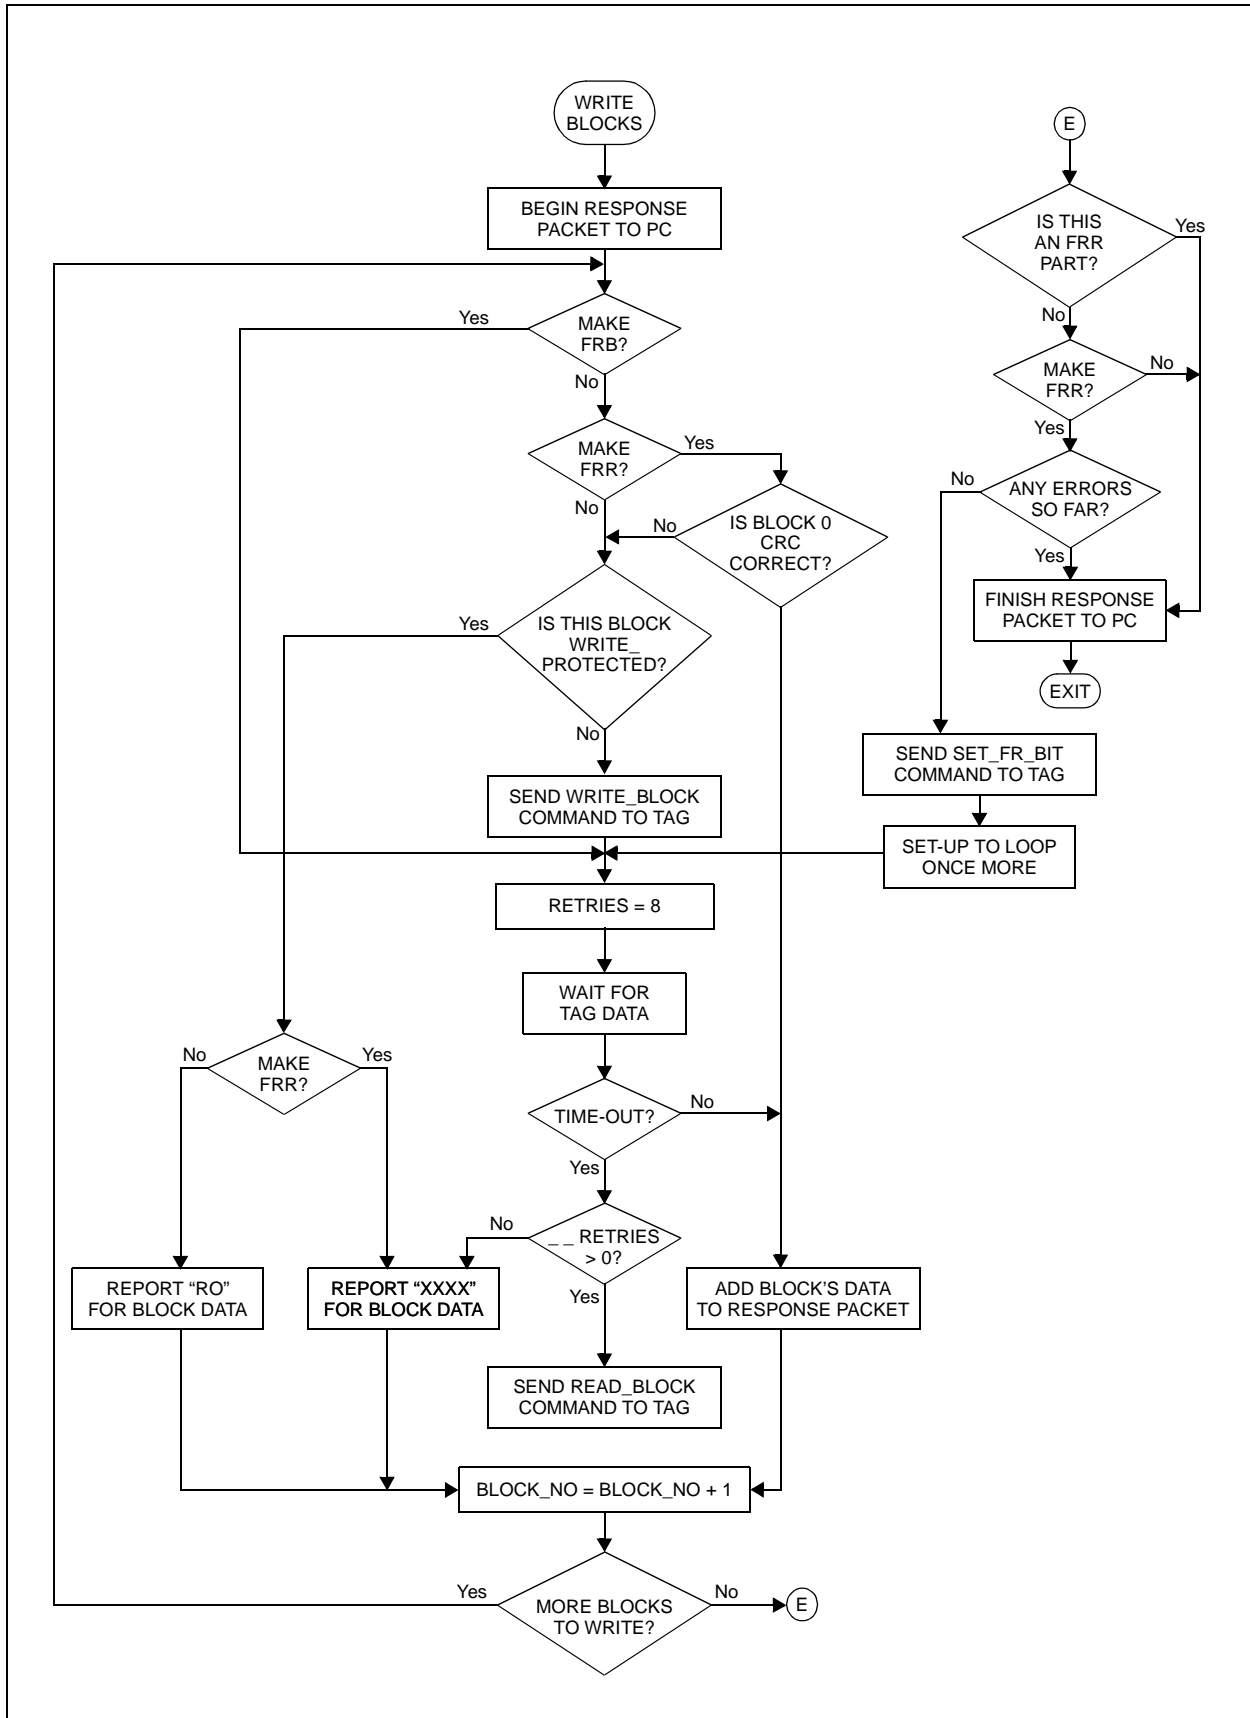 WRITE
BLOCKS
BEGIN RESPONSE
PACKET TO PC
MAKE
FRB?
Yes
No
MAKE
FRR?
Yes
No
IS BLOCK 0
CRC
CORRECT?
No
IS THIS BLOCK
WRITE_
PROTECTED?
Yes
No
SEND WRITE_BLOCK
COMMAND TO TAG
RETRIES = 8
WAIT FOR
TAG DATA
MAKE
FRR?
No
Yes
TIME-OUT?
No
Yes
_ _ RETRIES
> 0?
No
Yes
REPORT “RO”
FOR BLOCK DATA
REPORT “XXXX”
FOR BLOCK DATA
ADD BLOCK'S DATA
TO RESPONSE PACKET
SEND READ_BLOCK
COMMAND TO TAG
BLOCK_NO = BLOCK_NO + 1
MORE BLOCKS
TO WRITE?
Yes
No
E
E
IS THIS
AN FRR
PART?
Yes
No
MAKE
FRR?
No
Yes
ANY ERRORS
SO FAR?
No
Yes
FINISH RESPONSE
PACKET TO PC
EXIT
SEND SET_FR_BIT
COMMAND TO TAG
SET-UP TO LOOP
ONCE MORE